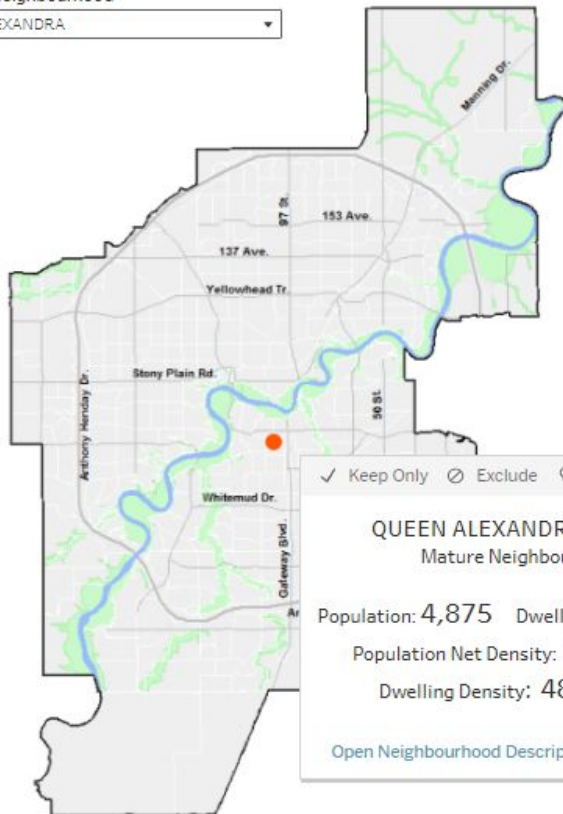 EXANDRA
Manning Dr.
97 St.
153 Ave.
137 Ave.
Yellowhead Tr.
Stony Plain Rd.
Anthony Henday Dr.
50 St.
Whitemud Dr.
Gateway Blvd.
✓ Keep Only Exclude
QUEEN ALEXANDR
Mature Neighbou
Population: 4,875 Dwell
Population Net Density:
Dwelling Density: 48
Open Neighbourhood Descrip